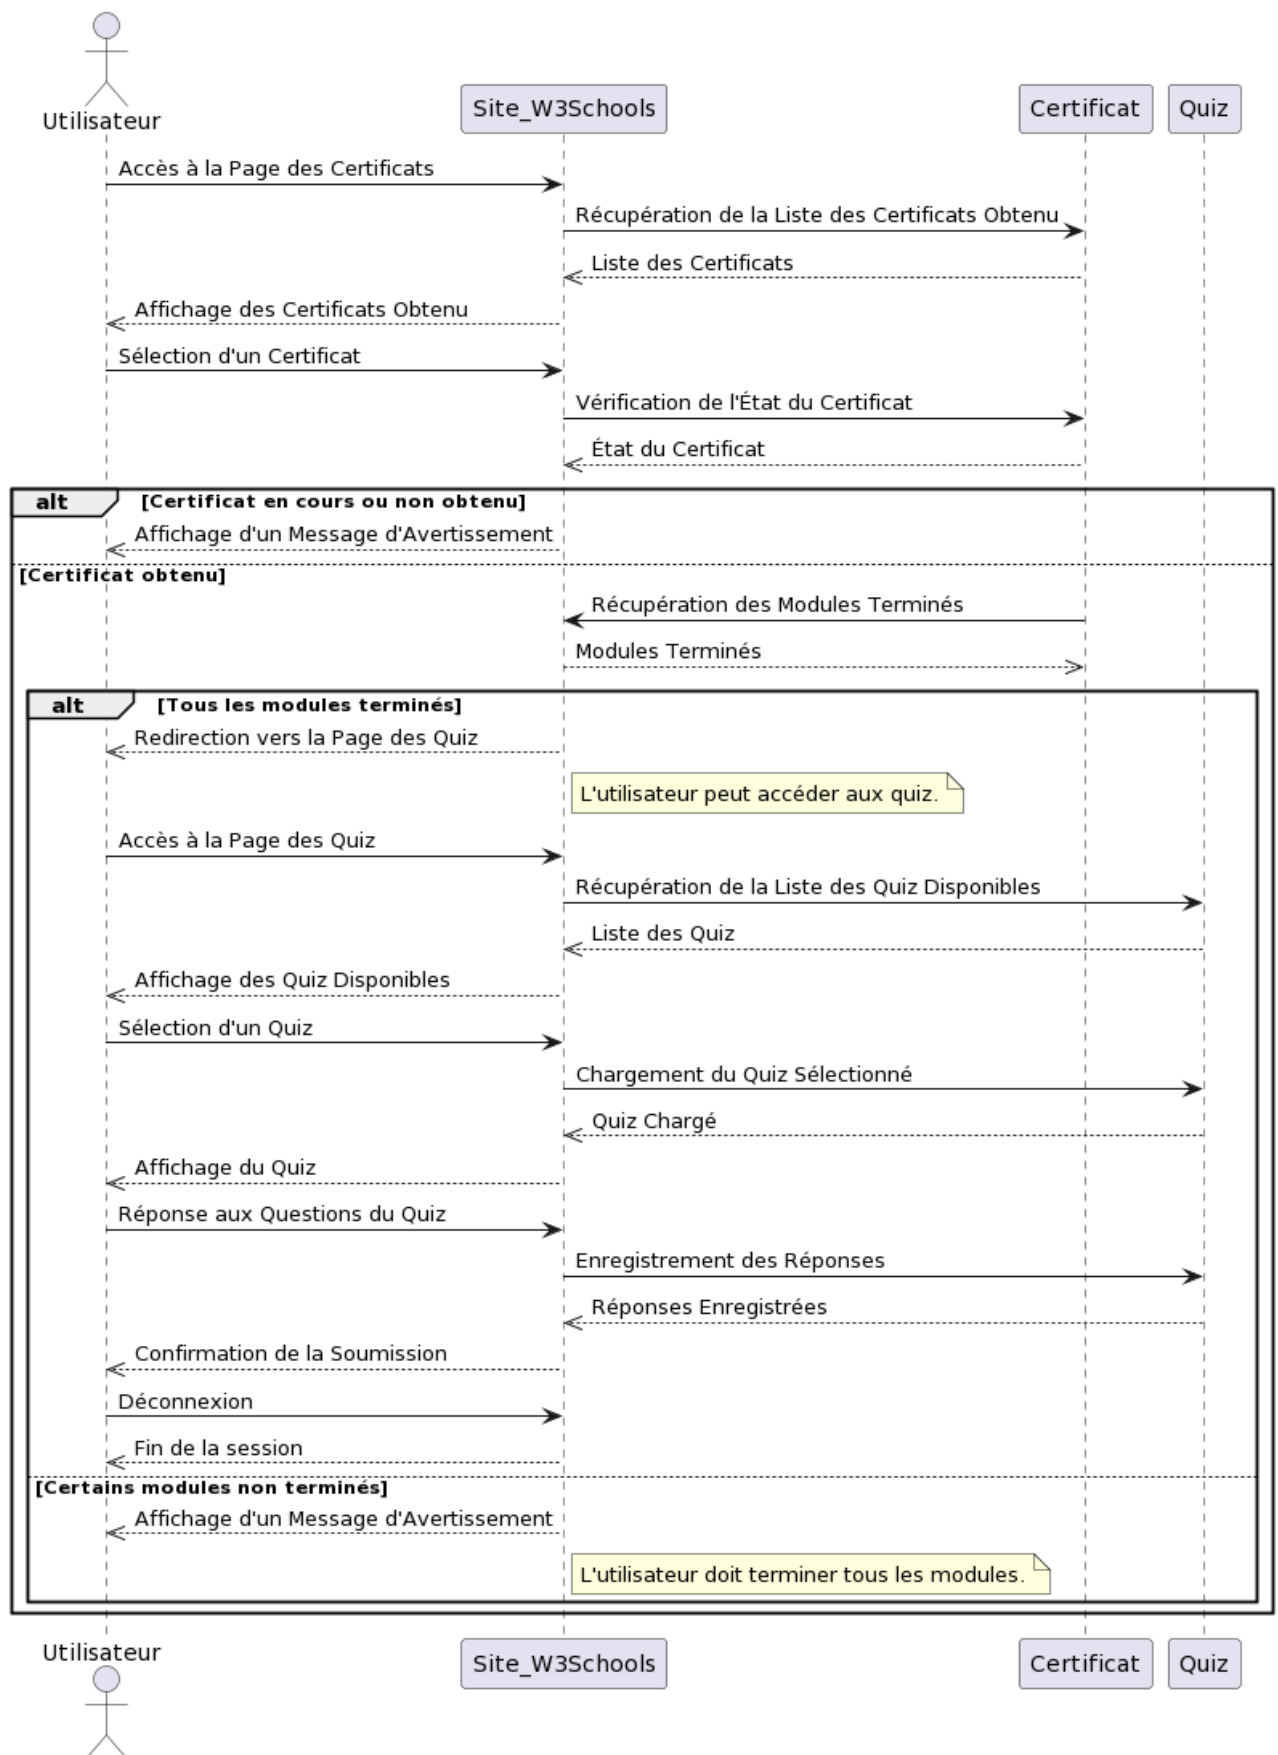 Utilisateur
Site_W3Schools
Certificat
Quiz
Accès à la Page des Certificats
Récupération de la Liste des Certificats Obtenu
Liste des Certificats
Affichage des Certificats Obtenu
Sélection d'un Certificat
Vérification de l'État du Certificat
État du Certificat
alt
[Certificat en cours ou non obtenu]
Affichage d'un Message d'Avertissement
[Certificat obtenu]
Récupération des Modules Terminés
Modules Terminés
alt
[Tous les modules terminés]
Redirection vers la Page des Quiz
L'utilisateur peut accéder aux quiz.
Accès à la Page des Quiz
Récupération de la Liste des Quiz Disponibles
Liste des Quiz
Affichage des Quiz Disponibles
Sélection d'un Quiz
Chargement du Quiz Sélectionné
Quiz Chargé
Affichage du Quiz
Réponse aux Questions du Quiz
Enregistrement des Réponses
Réponses Enregistrées
Confirmation de la Soumission
Déconnexion
Fin de la session
[Certains modules non terminés]
Affichage d'un Message d'Avertissement
L'utilisateur doit terminer tous les modules.
Utilisateur
Site_W3Schools
Certificat
Quiz